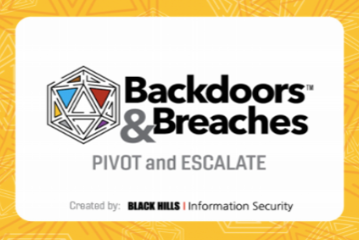 Backdoors™
& Breaches
PIVOT and ESCALATE
Created by: BLACK HILLS | Information Security